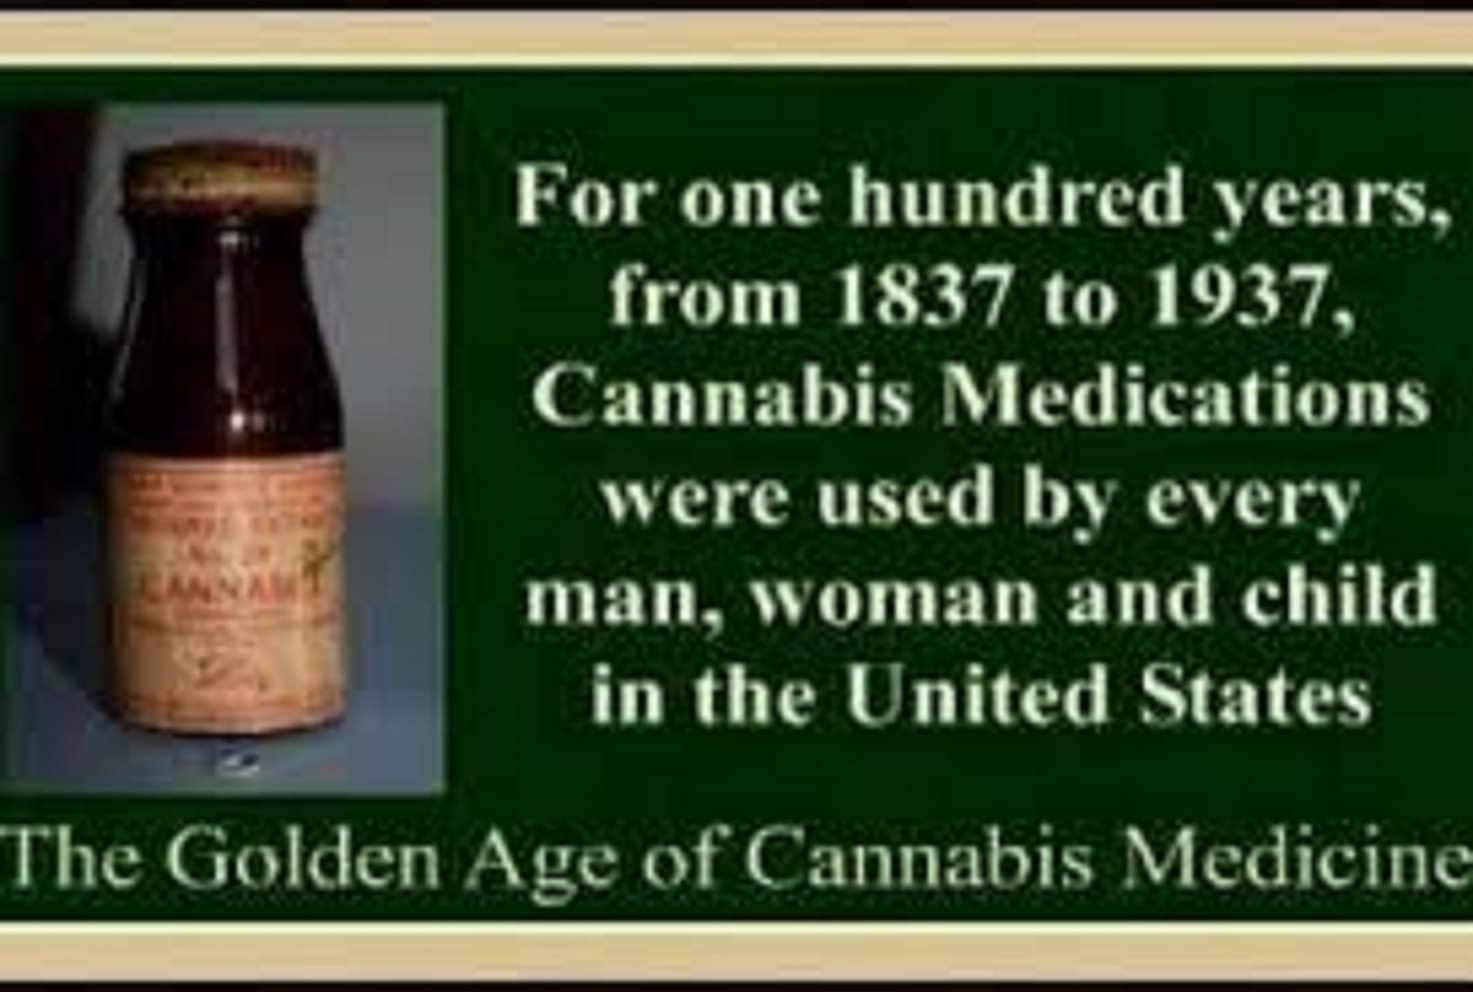 For one hundred years,
from 1837 to 1937,
Cannabis Medications
were used by every
man, woman and child
in the United States
CANNABIS
The Golden Age of Cannabis Medicine